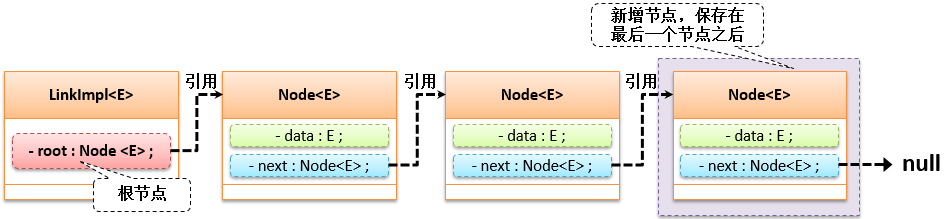 新增节点，保存在
最后一个节点之后
引用
引用
引用
LinkImpl<E>
Node<E>
Node<E>
Node<E>
- root : Node <E> ;
- data : E ;
- data : E ;
- data : E ;
- next : Node<E> ;
- next : Node<E> ;
- next : Node<E> ;
null
根节点